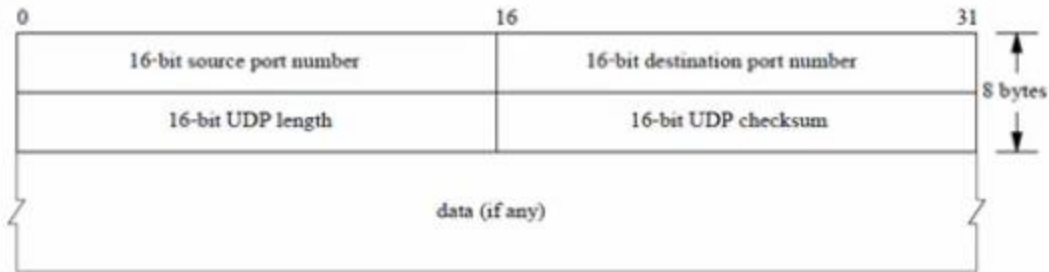 0 16 31
16-bit source port number 16-bit destination port number
8 bytes
16-bit UDP length 16-bit UDP checksum
data (if any)